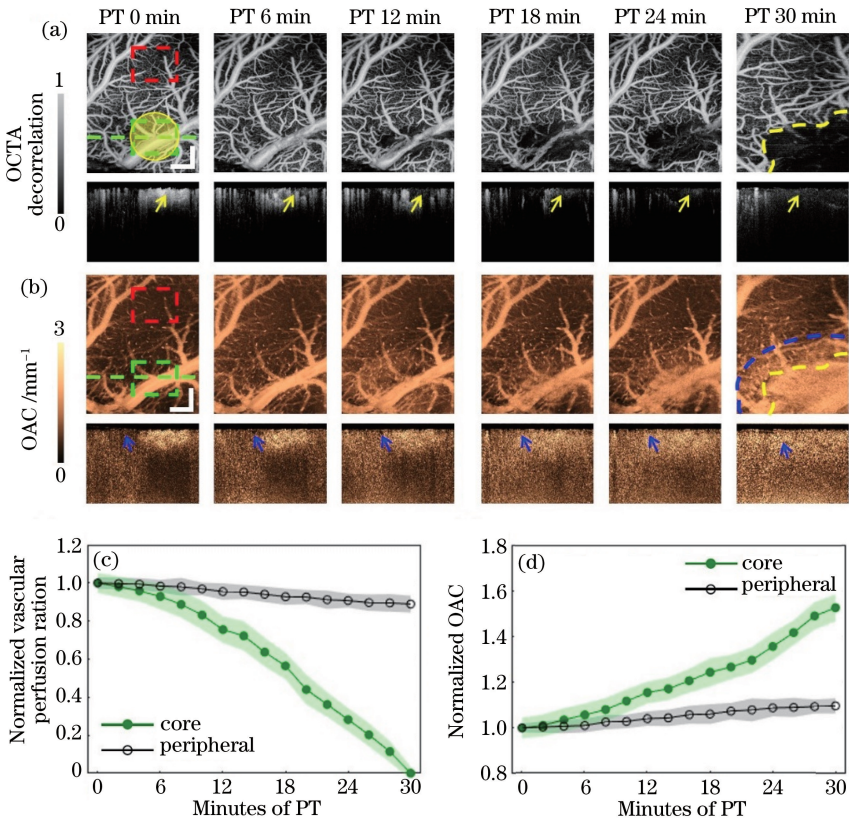 PT 0 min PT 6 min PT 12 min PT 18 min PT 24 min PT 30 min
(a)
1
OCTA
decorrelation
0
(b)
3
OAC /mm⁻¹
0
(c)
1.2
1.0
0.8
0.6
0.4
0.2
0
Normalized vascular
perfusion ration
core
peripheral
0 6 12 18 24 30
Minutes of PT
(d)
1.8
1.6
1.4
1.2
1.0
0.8
Normalized OAC
core
peripheral
0 6 12 18 24 30
Minutes of PT